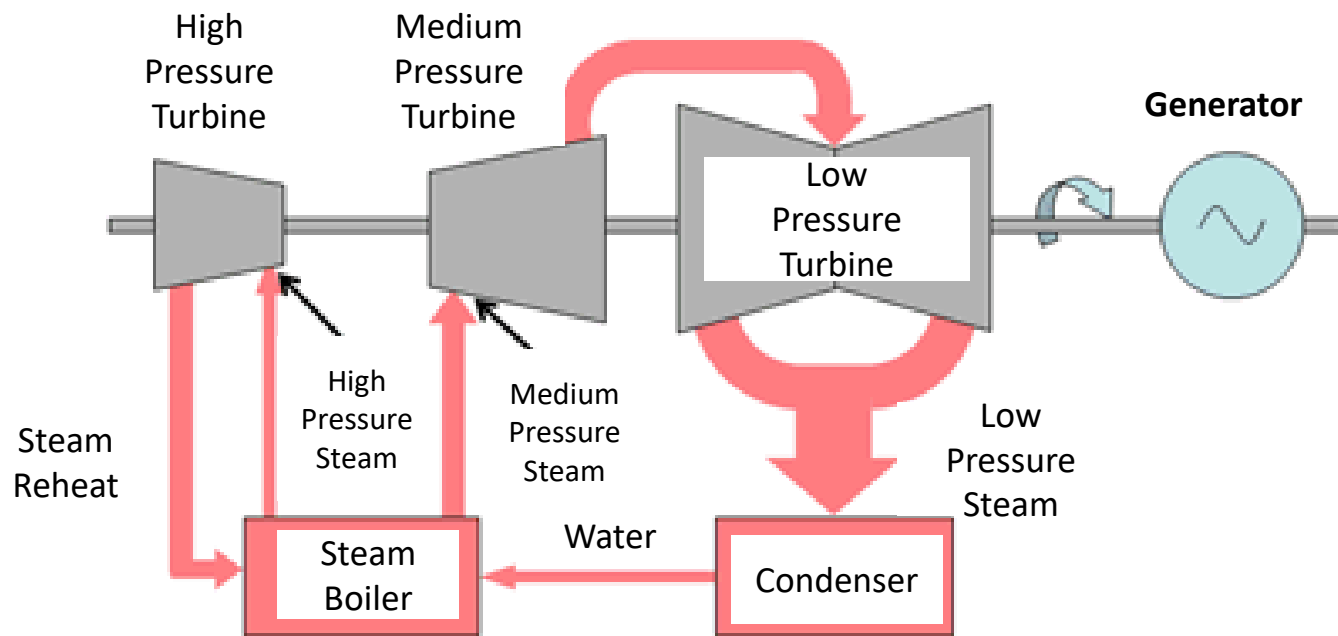 High
Pressure
Turbine
Medium
Pressure
Turbine
Generator
Low
Pressure
Turbine
High
Pressure
Steam
Medium
Pressure
Steam
Low
Pressure
Steam
Steam
Reheat
Steam
Boiler
Water
Condenser